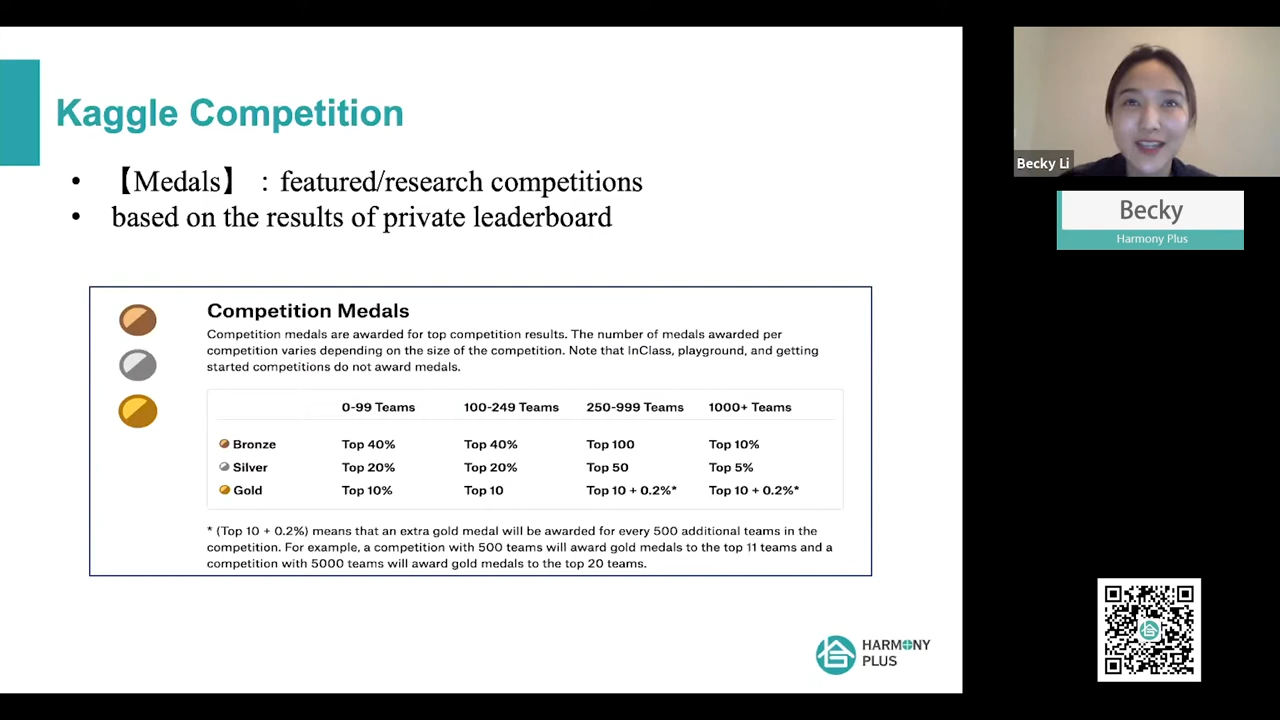 Kaggle Competition
• 【Medals】 : featured/research competitions
• based on the results of private leaderboard
Competition Medals
Competition medals are awarded for top competition results. The number of medals awarded per
competition varies depending on the size of the competition. Note that InClass, playground, and getting
started competitions do not award medals.
0-99 Teams 100-249 Teams 250-999 Teams 1000+ Teams
Bronze Top 40% Top 40% Top 100 Top 10%
Silver Top 20% Top 20% Top 50 Top 5%
Gold Top 10% Top 10 Top 10 + 0.2%* Top 10 + 0.2%*
* (Top 10 + 0.2%) means that an extra gold medal will be awarded for every 500 additional teams in the
competition. For example, a competition with 500 teams will award gold medals to the top 11 teams and a
competition with 5000 teams will award gold medals to the top 20 teams.
HARMONY
PLUS
Becky Li
Becky
Harmony Plus